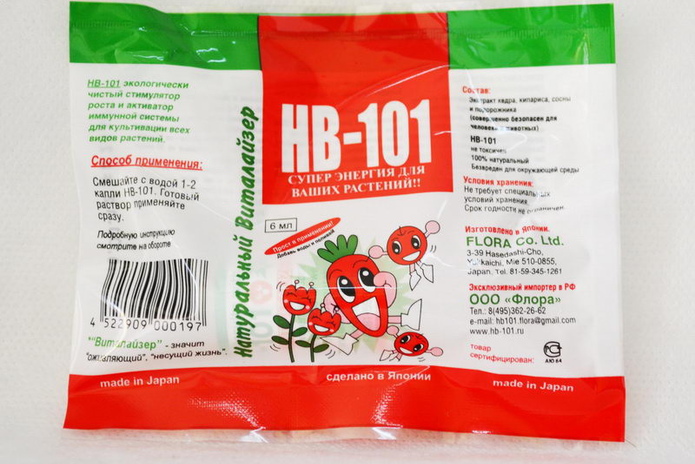 HB-101 экологически
чистый стимулятор
роста и активатор
иммунной системы
для культивации всех
видов растений.
Способ применения:
Смешайте с водой 1-2
капли HB-101. Готовый
раствор применяйте
сразу.
Подробную инструкцию
смотрите на обороте
4 522909 000197
*"Виталайзер" - значит
"оживляющий", "несущий жизнь".
made in Japan
Натуральный Виталайзер
HB-101
СУПЕР ЭНЕРГИЯ ДЛЯ
ВАШИХ РАСТЕНИЙ!!
6 мл
Прост в применении!
Добавь воды и поливай
сделано в Японии
Состав:
Экстракт кедра, кипариса, сосны
и подорожника
(совершенно безопасен для
человека и животных)
HB-101
не токсичен
100% натуральный
Безвреден для окружающей среды
Условия хранения:
Не требует специальных
условий хранения
Срок годности не ограничен
Изготовлено в Японии.
FLORA Co. Ltd.
3-39 Hasedashi-Cho,
Yokkaichi, Mie 510-0855,
Japan, Tel. 81-59-345-1261
Эксклюзивный импортер в РФ
ООО "Флора"
Тел.: 8(495)362-26-62
e-mail: hb101.flora@gmail.com
www.hb-101.ru
товар
сертифицирован:
АЮ 64
made in Japan